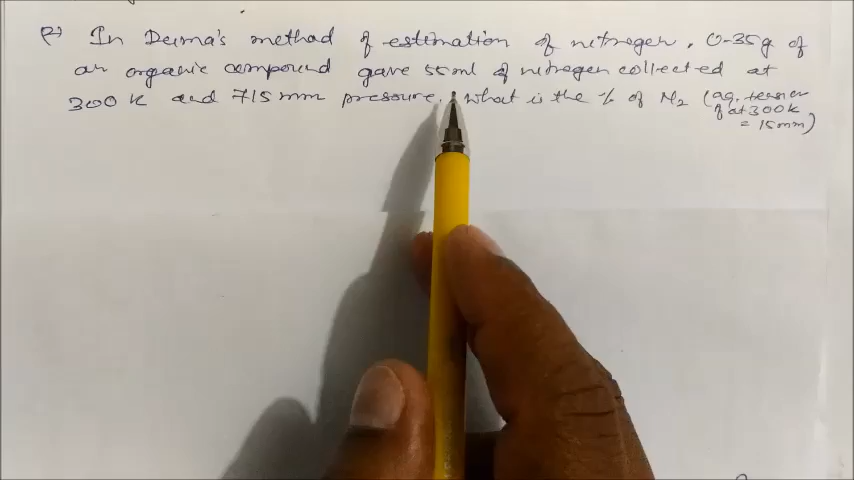 Q) In Duma's method of estimation of nitrogen. 0.35g of
an organic compound gave 55ml of nitrogen collected at
300 K and 715 mm pressure. what is the % of N2 (aq. tension
of at 300 K
= 15mm)